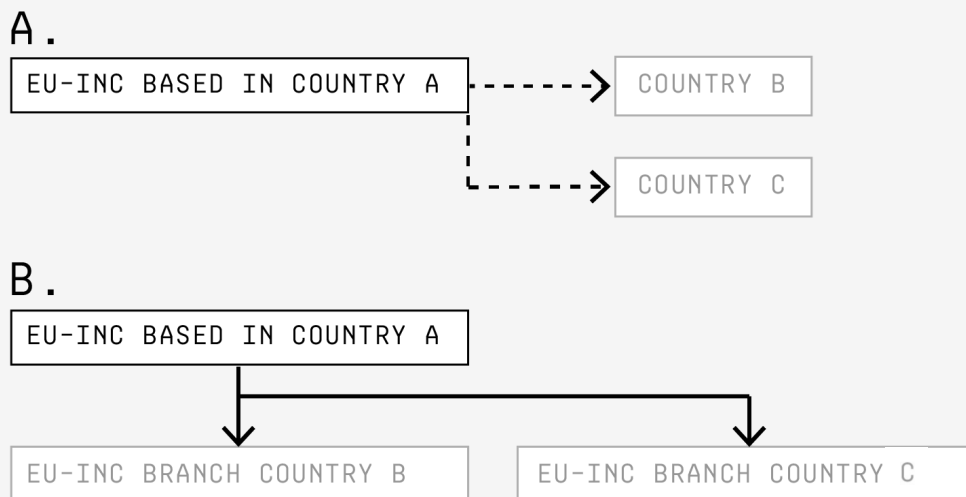 A.
EU-INC BASED IN COUNTRY A
COUNTRY B
COUNTRY C
B.
EU-INC BASED IN COUNTRY A
EU-INC BRANCH COUNTRY B
EU-INC BRANCH COUNTRY C